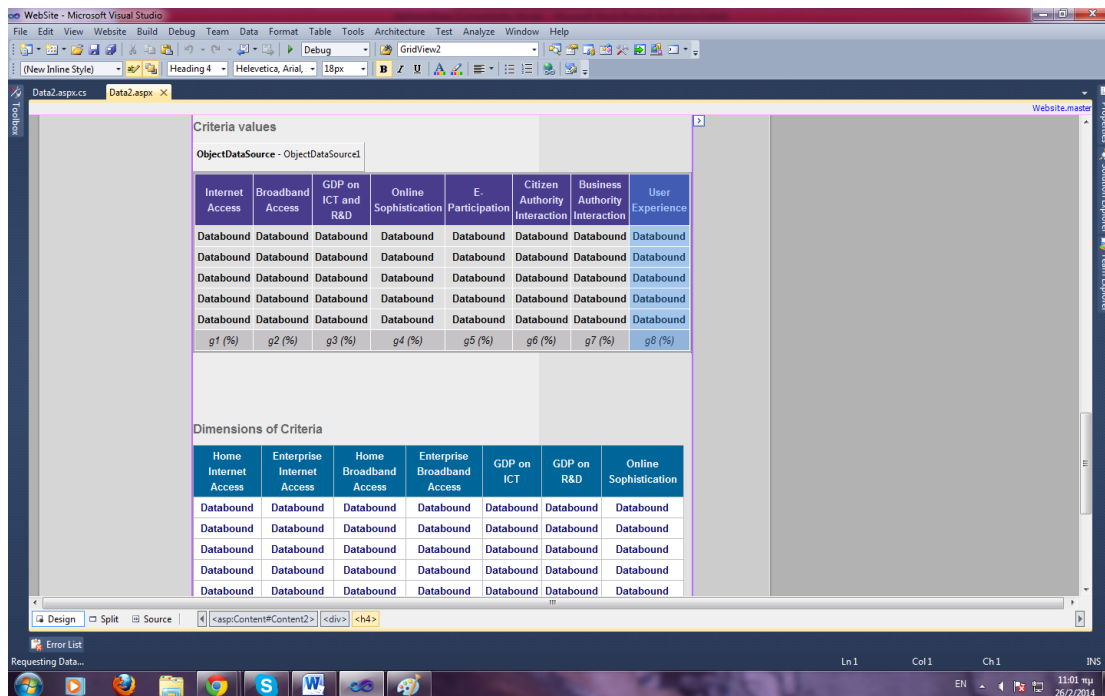 WebSite - Microsoft Visual Studio
File Edit View Website Build Debug Team Data Format Table Tools Architecture Test Analyze Window Help
Debug GridView2
(New Inline Style) Heading 4 Helvetica, Arial, 18px B I U A
Data2.aspx.cs Data2.aspx
Website.master
Toolbox
Properties
Solution Explorer
Team Explorer
Criteria values
ObjectDataSource - ObjectDataSource1
Internet Access Broadband Access GDP on ICT and R&D Online Sophistication E-Participation Citizen Authority Interaction Business Authority Interaction User Experience
Databound Databound Databound Databound Databound Databound Databound Databound
Databound Databound Databound Databound Databound Databound Databound Databound
Databound Databound Databound Databound Databound Databound Databound Databound
Databound Databound Databound Databound Databound Databound Databound Databound
Databound Databound Databound Databound Databound Databound Databound Databound
g1 (%) g2 (%) g3 (%) g4 (%) g5 (%) g6 (%) g7 (%) g8 (%)
Dimensions of Criteria
Home Internet Access Enterprise Internet Access Home Broadband Access Enterprise Broadband Access GDP on ICT GDP on R&D Online Sophistication
Databound Databound Databound Databound Databound Databound Databound
Databound Databound Databound Databound Databound Databound Databound
Databound Databound Databound Databound Databound Databound Databound
Databound Databound Databound Databound Databound Databound Databound
Databound Databound Databound Databound Databound Databound Databound
Design Split Source <asp:Content#Content2> <div> <h4>
Error List
Requesting Data... Ln 1 Col 1 Ch 1 INS
EN 11:01 πμ
26/2/2014